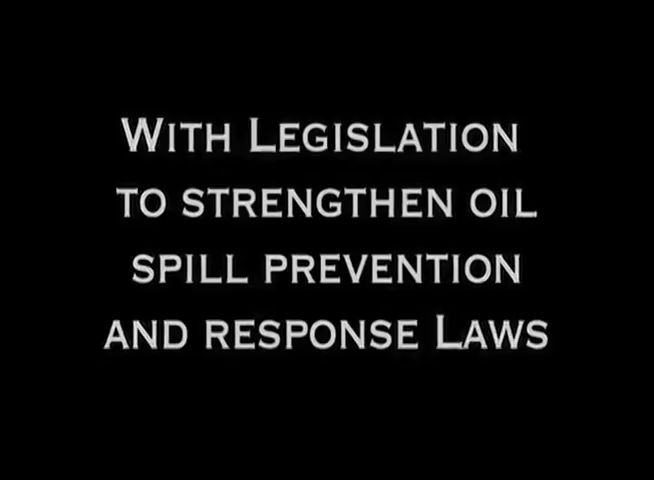 With Legislation
to strengthen oil
spill prevention
and response Laws